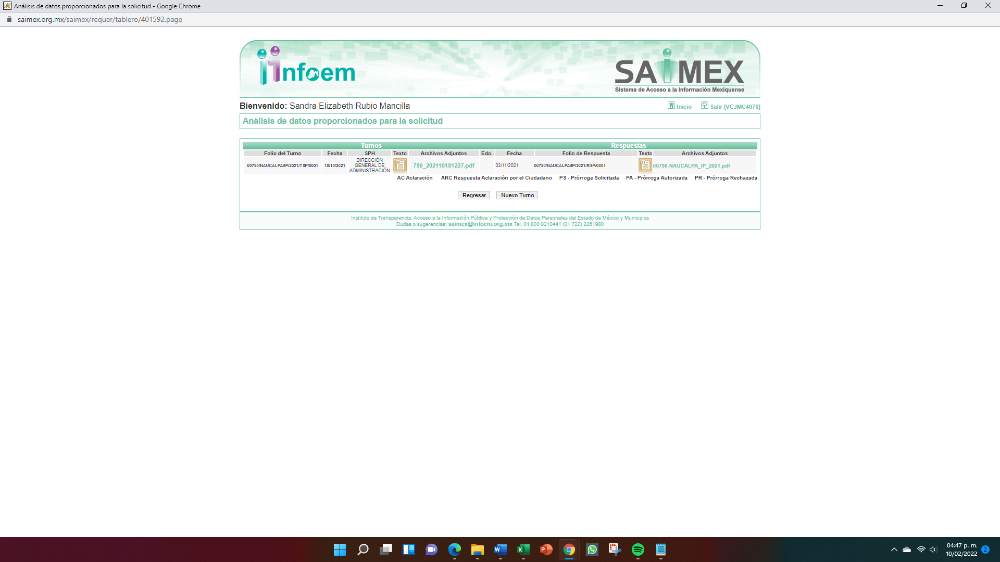 Análisis de datos proporcionados para la solicitud - Google Chrome
saimex.org.mx/saimex/requer/tablero/401592.page
infoem
SAIMEX
Sistema de Acceso a la Información Mexiquense
Bienvenido: Sandra Elizabeth Rubio Mancilla
Inicio Salir [VCJMC4070]
Análisis de datos proporcionados para la solicitud
Turnos Respuestas
Folio del Turno Fecha SPH Texto Archivos Adjuntos Edo. Fecha Folio de Respuesta Texto Archivos Adjuntos
00790/NAUCALPA/IP/2021/TSP/0001 18/10/2021 DIRECCIÓN GENERAL DE ADMINISTRACIÓN 790_202110181227.pdf 03/11/2021 00790/NAUCALPA/IP/2021/RSP/0001 00790-NAUCALPA_IP_2021.pdf
AC Aclaración ARC Respuesta Aclaración por el Ciudadano PS - Prórroga Solicitada PA - Prórroga Autorizada PR - Prórroga Rechazada
Regresar Nuevo Turno
Instituto de Transparencia, Acceso a la Información Pública y Protección de Datos Personales del Estado de México y Municipios
Dudas o sugerencias: saimex@infoem.org.mx Tel. 01 800 8210441 (01 722) 2261980
04:47 p. m.
10/02/2022
2